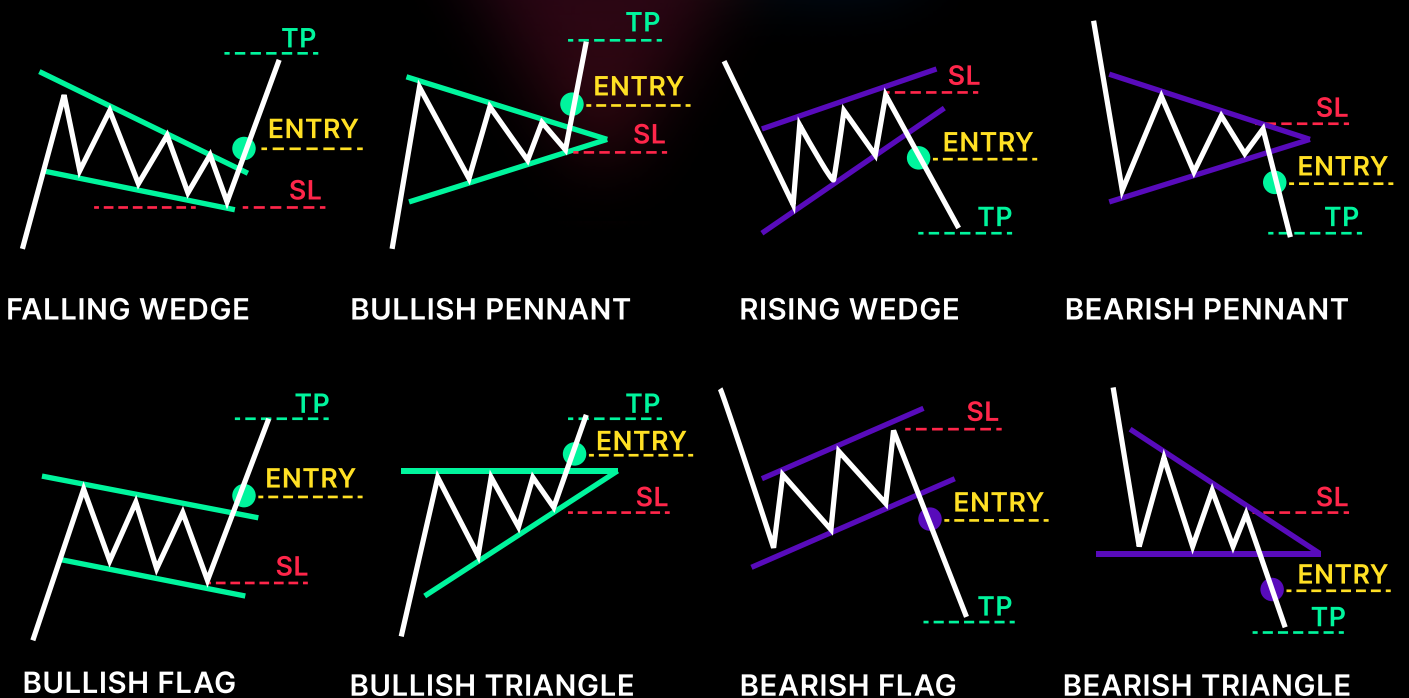 TP
ENTRY
SL
FALLING WEDGE
TP
ENTRY
SL
BULLISH PENNANT
SL
ENTRY
TP
RISING WEDGE
SL
ENTRY
TP
BEARISH PENNANT
TP
ENTRY
SL
BULLISH FLAG
TP
ENTRY
SL
BULLISH TRIANGLE
SL
ENTRY
TP
BEARISH FLAG
SL
ENTRY
TP
BEARISH TRIANGLE